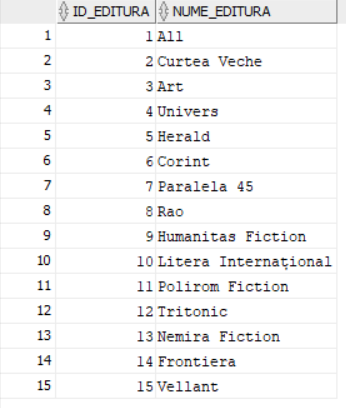 ID_EDITURA NUME_EDITURA
1 1 All
2 2 Curtea Veche
3 3 Art
4 4 Univers
5 5 Herald
6 6 Corint
7 7 Paralela 45
8 8 Rao
9 9 Humanitas Fiction
10 10 Litera Internaţional
11 11 Polirom Fiction
12 12 Tritonic
13 13 Nemira Fiction
14 14 Frontiera
15 15 Vellant